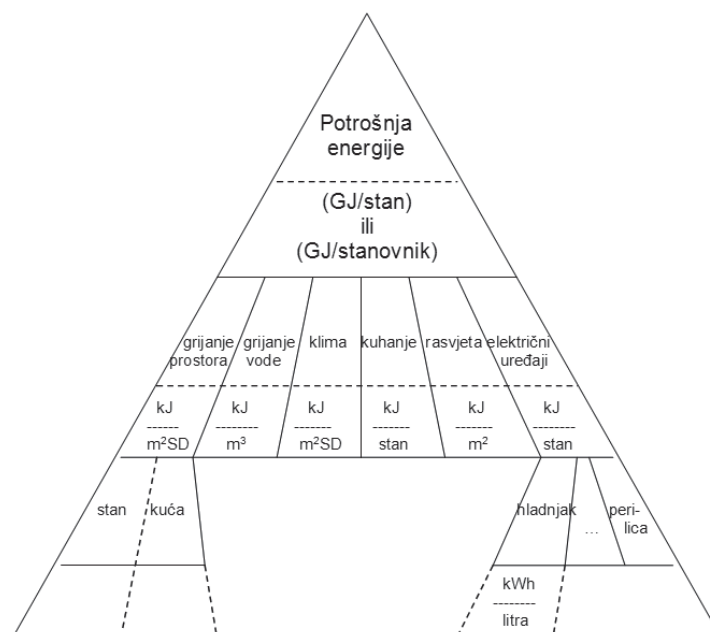 Potrošnja
energije
(GJ/stan)
ili
(GJ/stanovnik)
grijanje
prostora
grijanje
vode
klima
kuhanje
rasvjeta
električni
uređaji
kJ
------
m²SD
kJ
--------
m³
kJ
-------
m²SD
kJ
--------
stan
kJ
-------
m²
kJ
--------
stan
stan
kuća
hladnjak
...
peri-
lica
kWh
---------
litra